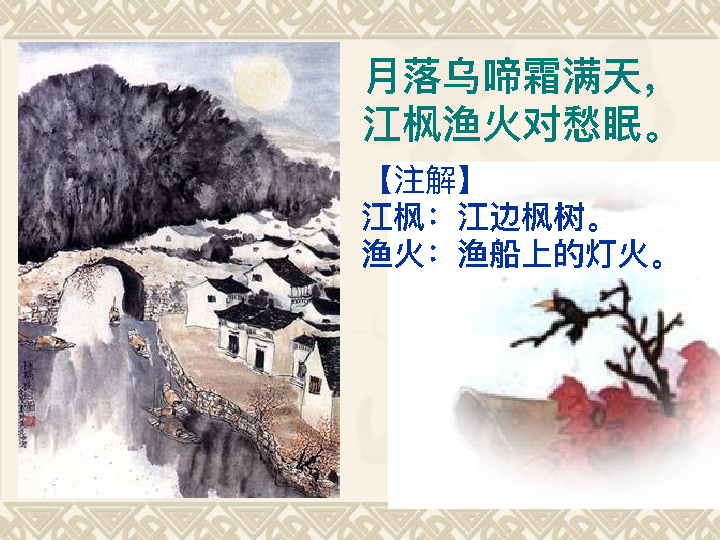 月落乌啼霜满天，
江枫渔火对愁眠。
【注解】
江枫：江边枫树。
渔火：渔船上的灯火。